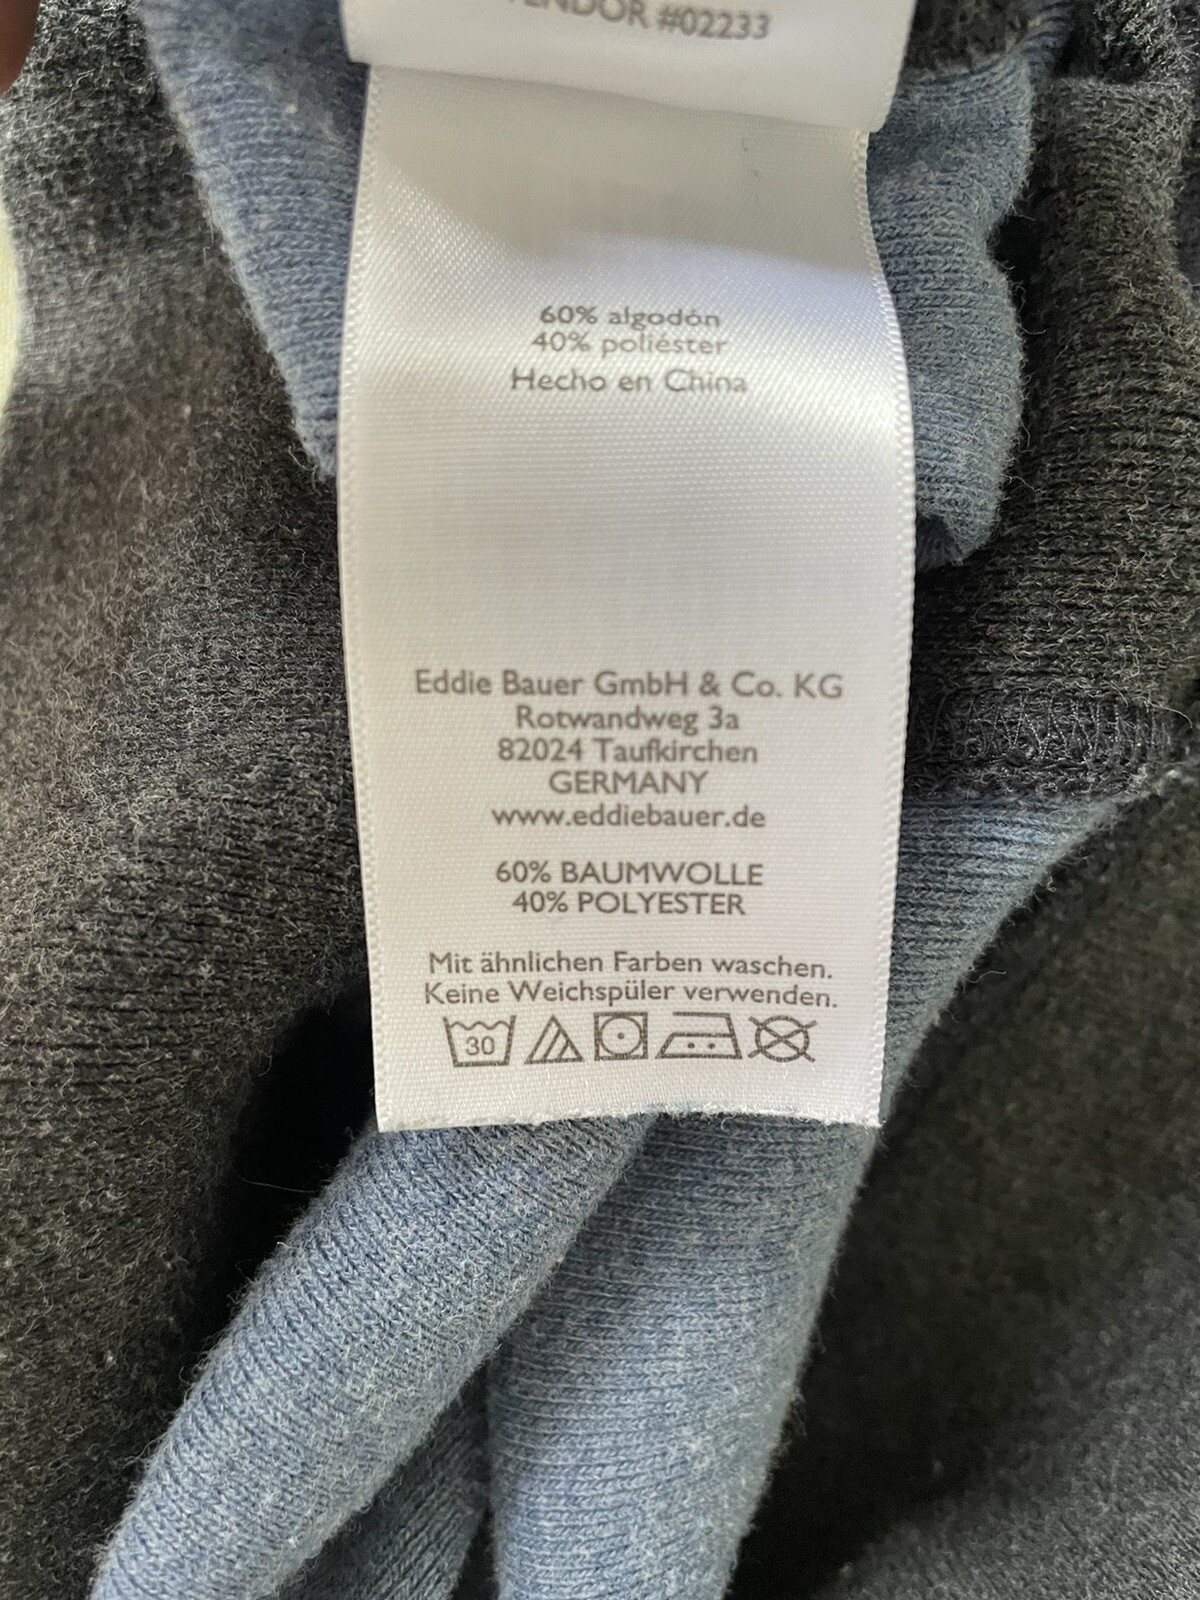 VENDOR #02233
60% algodón
40% poliéster
Hecho en China
Eddie Bauer GmbH & Co. KG
Rotwandweg 3a
82024 Taufkirchen
GERMANY
www.eddiebauer.de
60% BAUMWOLLE
40% POLYESTER
Mit ähnlichen Farben waschen.
Keine Weichspüler verwenden.
30